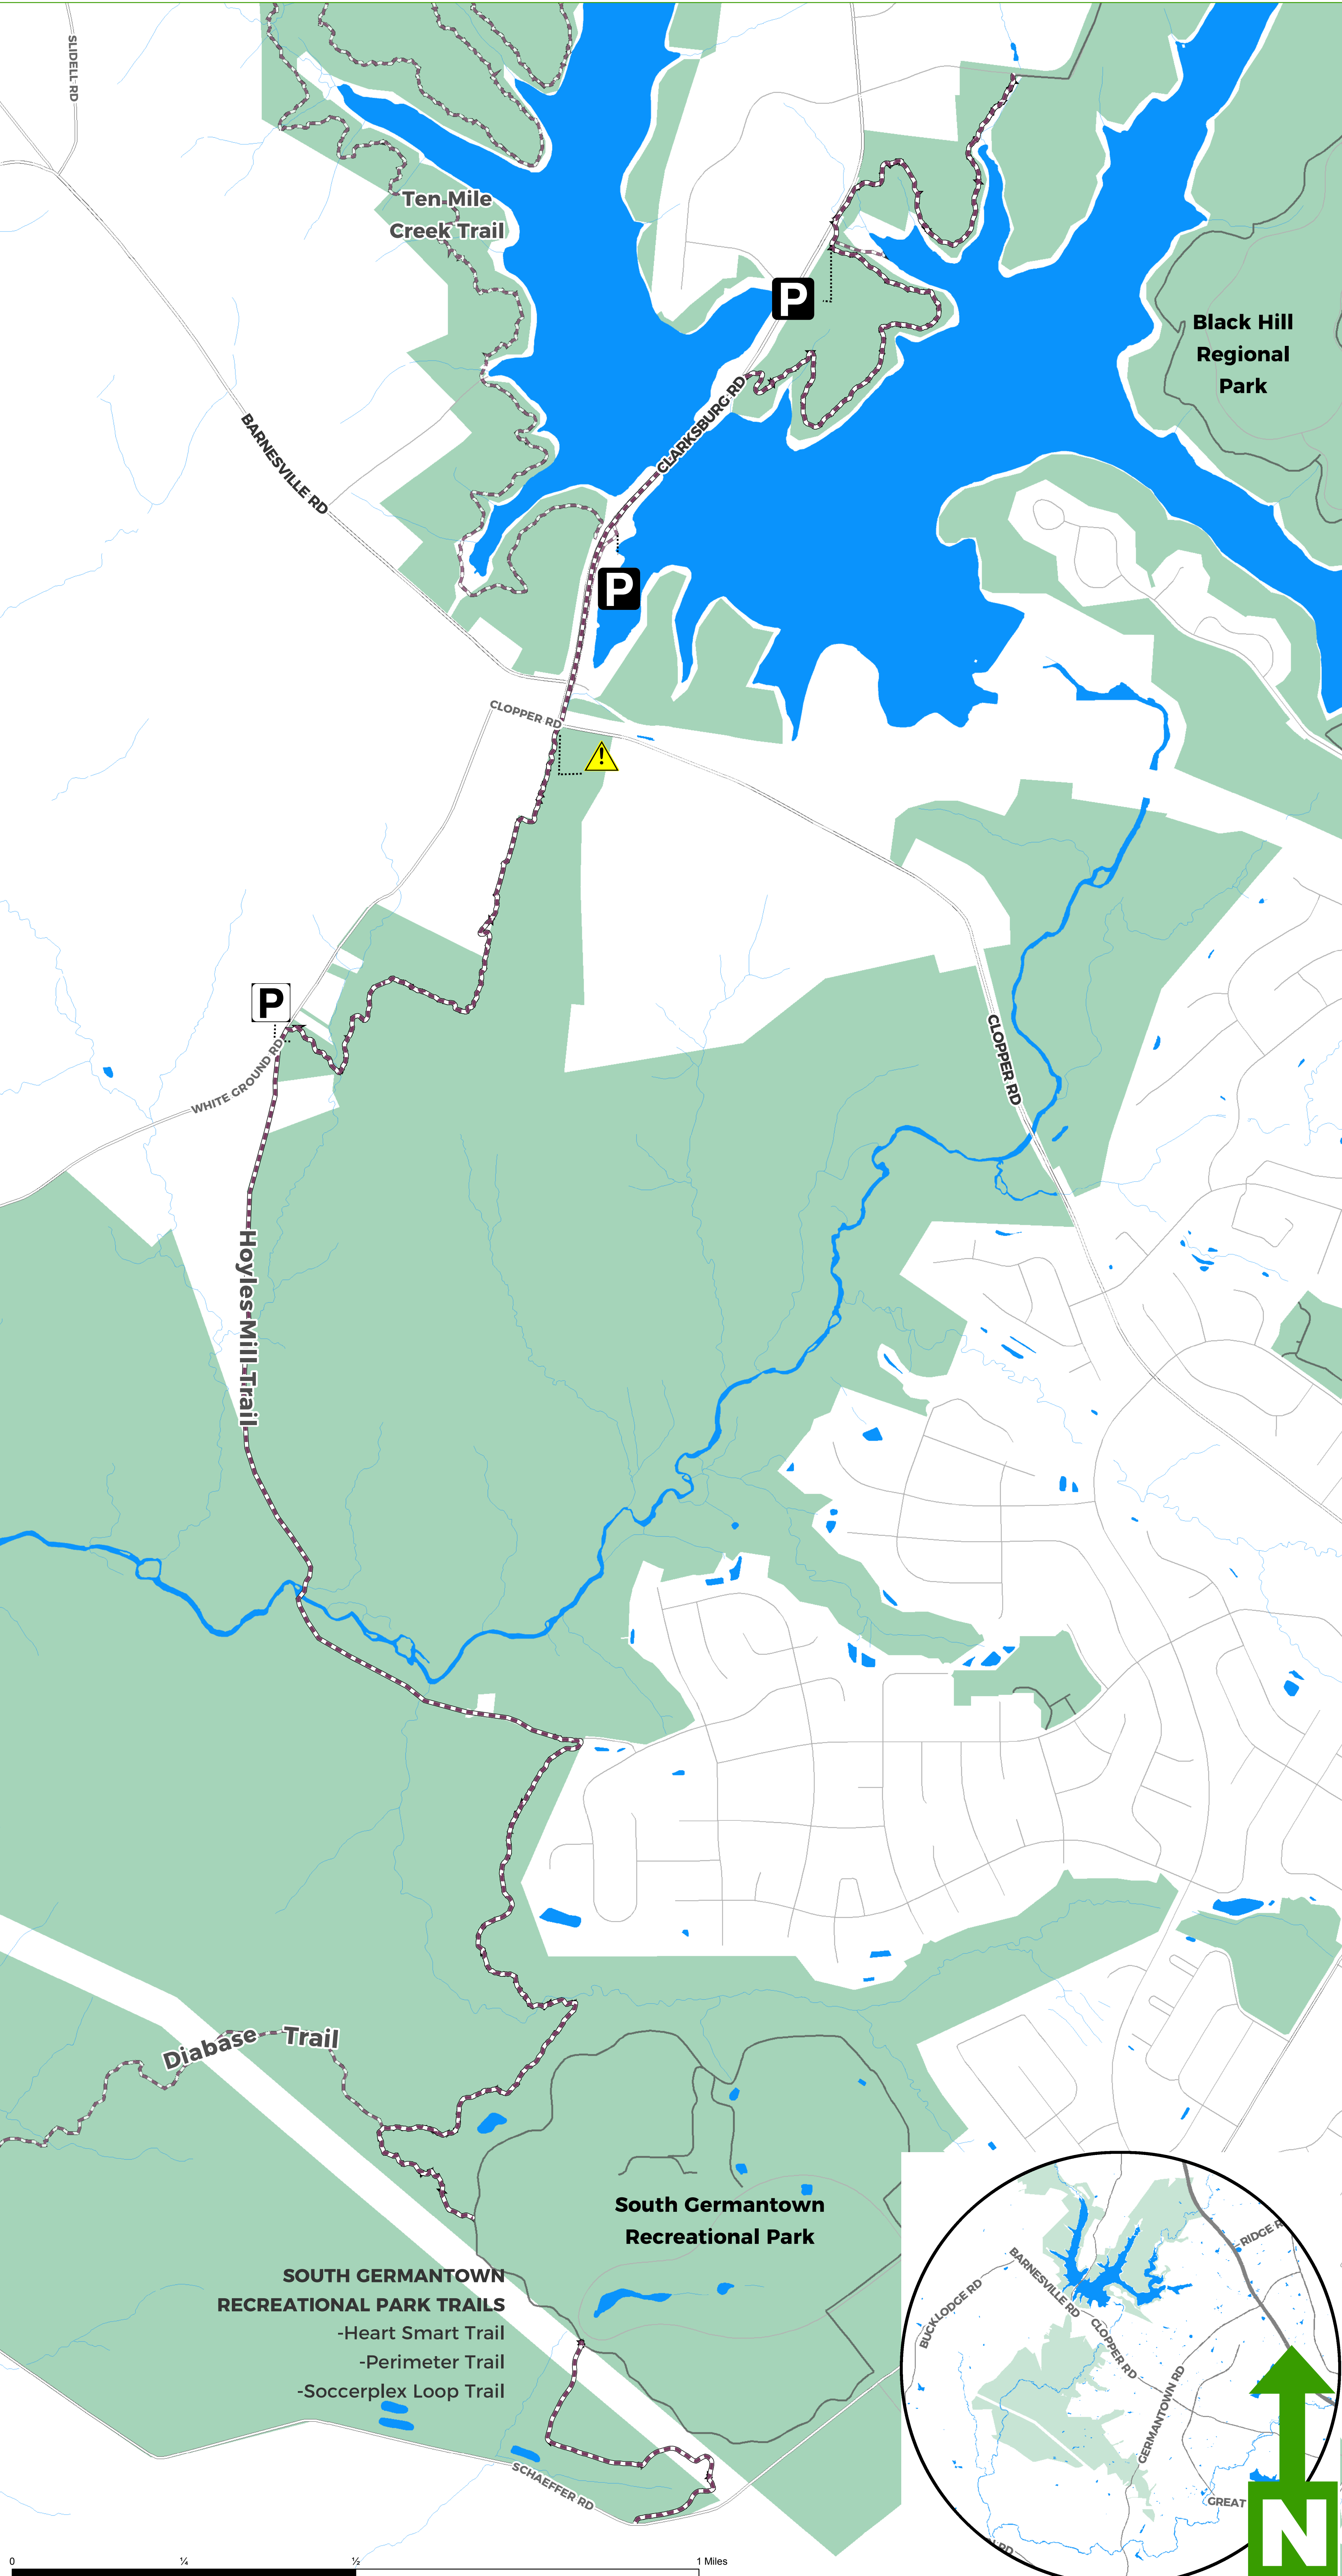 SLIDELL RD
Ten Mile
Creek Trail
P
Black Hill
Regional
Park
BARNESVILLE RD
CLARKSBURG RD
P
CLOPPER RD
!
P
WHITE GROUND RD
CLOPPER RD
Hoyles Mill Trail
Diabase Trail
South Germantown
Recreational Park
SOUTH GERMANTOWN
RECREATIONAL PARK TRAILS
-Heart Smart Trail
-Perimeter Trail
-Soccerplex Loop Trail
SCHAEFFER RD
RIDGE R
BARNESVILLE RD
BUCKLODGE RD
CLOPPER RD
GERMANTOWN RD
GREAT
RD
N
0 ¼ ½ 1 Miles